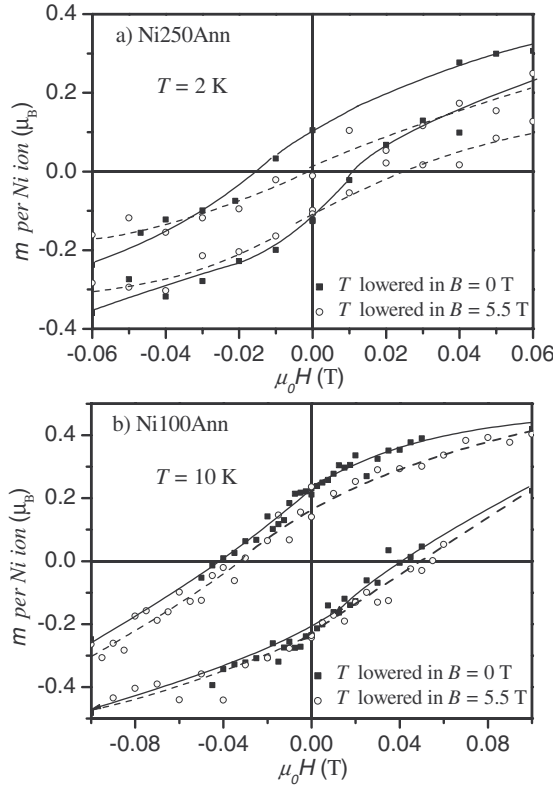 a) Ni250Ann
T = 2 K
0.4
0.2
0.0
-0.2
-0.4
m per Ni ion (μB)
■ T lowered in B = 0 T
○ T lowered in B = 5.5 T
-0.06 -0.04 -0.02 0.00 0.02 0.04 0.06
μ0H (T)
b) Ni100Ann
T = 10 K
0.4
0.2
0.0
-0.2
-0.4
m per Ni ion (μB)
■ T lowered in B = 0 T
○ T lowered in B = 5.5 T
-0.08 -0.04 0.00 0.04 0.08
μ0H (T)